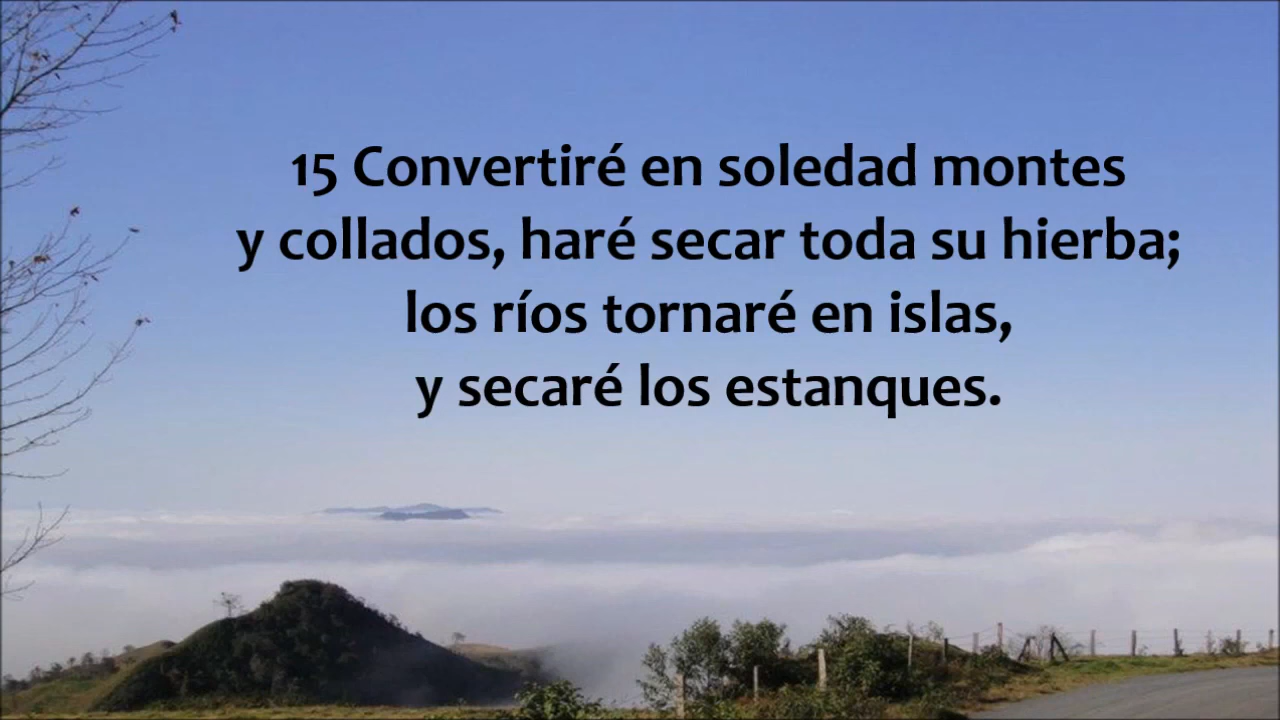 15 Convertiré en soledad montes
y collados, haré secar toda su hierba;
los ríos tornaré en islas,
y secaré los estanques.